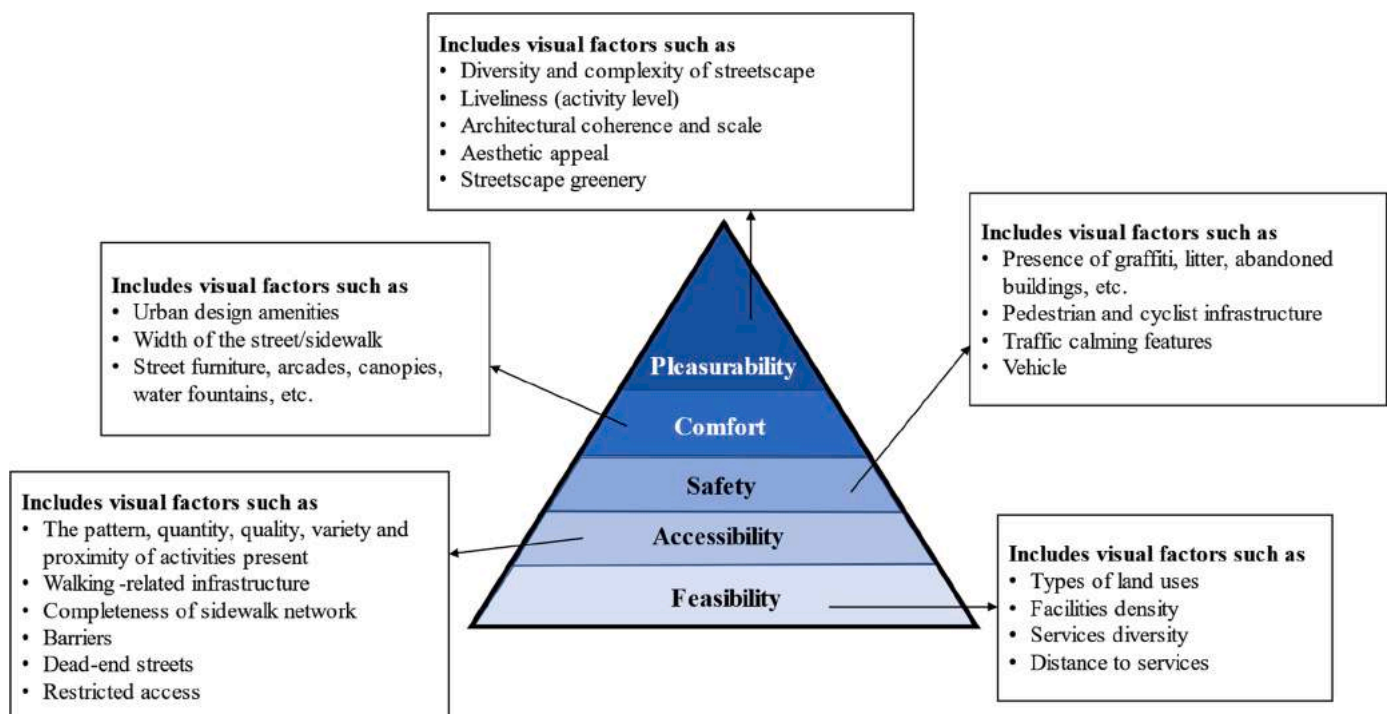 Includes visual factors such as
• Diversity and complexity of streetscape
• Liveliness (activity level)
• Architectural coherence and scale
• Aesthetic appeal
• Streetscape greenery
Includes visual factors such as
• Urban design amenities
• Width of the street/sidewalk
• Street furniture, arcades, canopies,
water fountains, etc.
Includes visual factors such as
• Presence of graffiti, litter, abandoned
buildings, etc.
• Pedestrian and cyclist infrastructure
• Traffic calming features
• Vehicle
Pleasurability
Comfort
Safety
Accessibility
Feasibility
Includes visual factors such as
• The pattern, quantity, quality, variety and
proximity of activities present
• Walking -related infrastructure
• Completeness of sidewalk network
• Barriers
• Dead-end streets
• Restricted access
Includes visual factors such as
• Types of land uses
• Facilities density
• Services diversity
• Distance to services